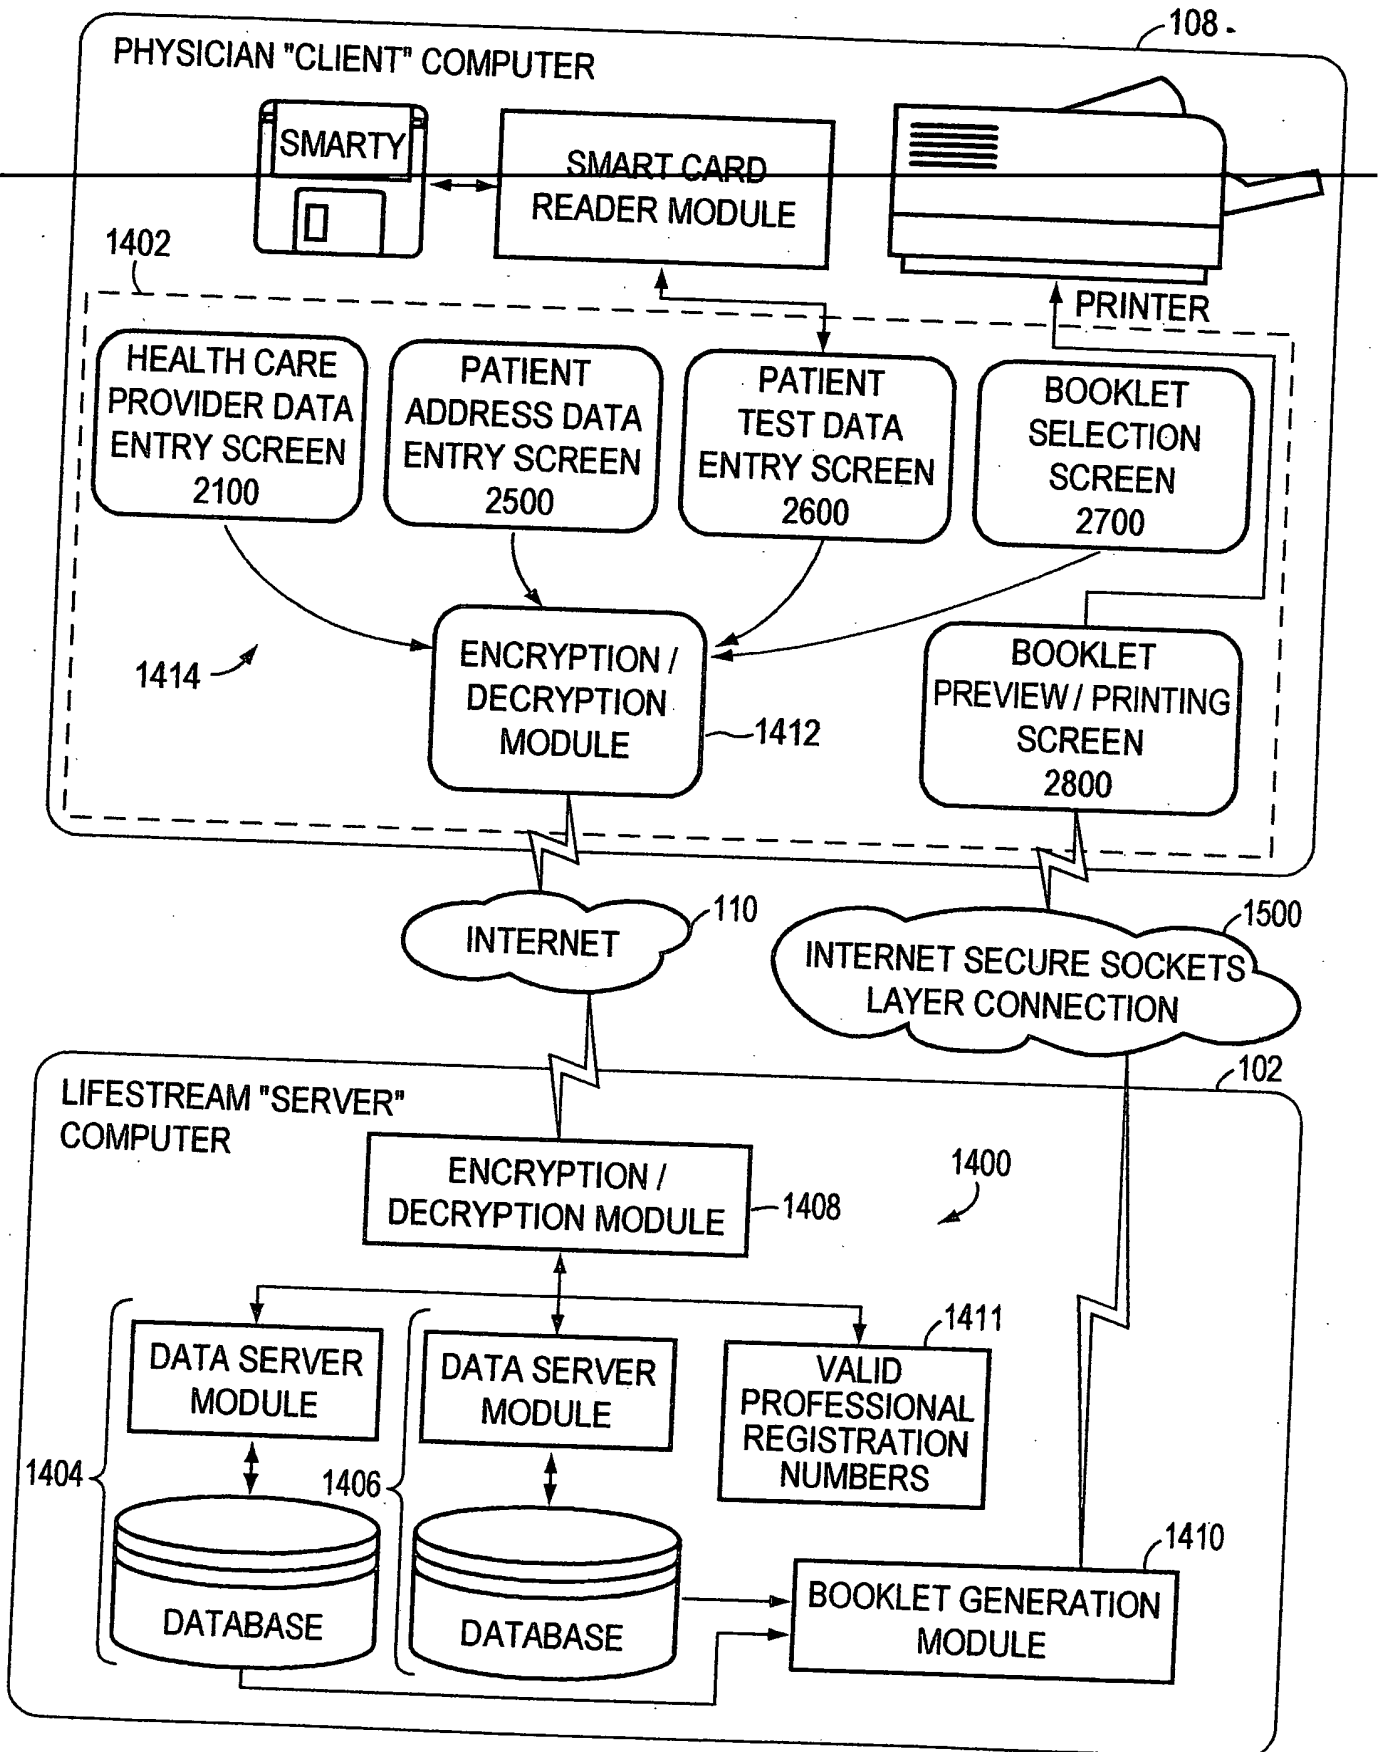 108
PHYSICIAN "CLIENT" COMPUTER
SMARTY
SMART CARD
READER MODULE
1402
PRINTER
HEALTH CARE
PROVIDER DATA
ENTRY SCREEN
2100
PATIENT
ADDRESS DATA
ENTRY SCREEN
2500
PATIENT
TEST DATA
ENTRY SCREEN
2600
BOOKLET
SELECTION
SCREEN
2700
1414
ENCRYPTION /
DECRYPTION
MODULE
1412
BOOKLET
PREVIEW / PRINTING
SCREEN
2800
INTERNET
110
1500
INTERNET SECURE SOCKETS
LAYER CONNECTION
102
LIFESTREAM "SERVER"
COMPUTER
ENCRYPTION /
DECRYPTION MODULE
1408
1400
1404
DATA SERVER
MODULE
DATABASE
1406
DATA SERVER
MODULE
DATABASE
1411
VALID
PROFESSIONAL
REGISTRATION
NUMBERS
1410
BOOKLET GENERATION
MODULE